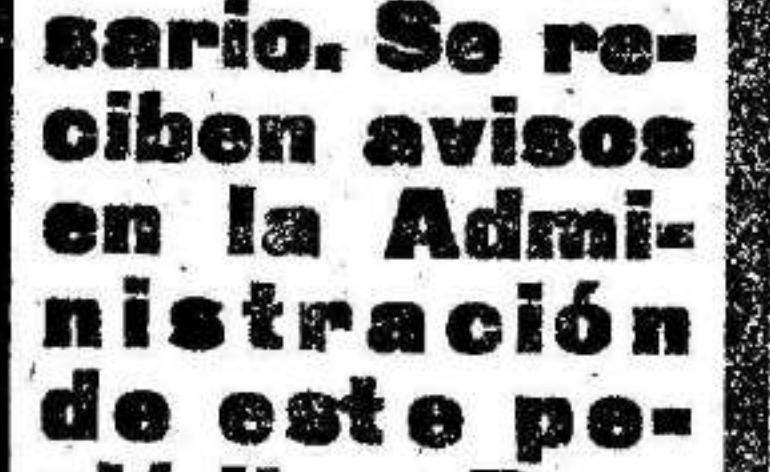 sario. Se re-
ciben avisos
en la Admi-
nistración
de este pe-